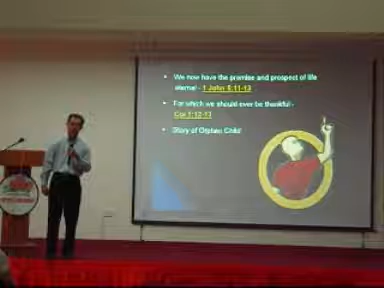 • We now have the promise and prospect of life
eternal - 1 John 5:11-13
• For which we should ever be thankful -
Col 1:12-13
• Story of Orphan Child